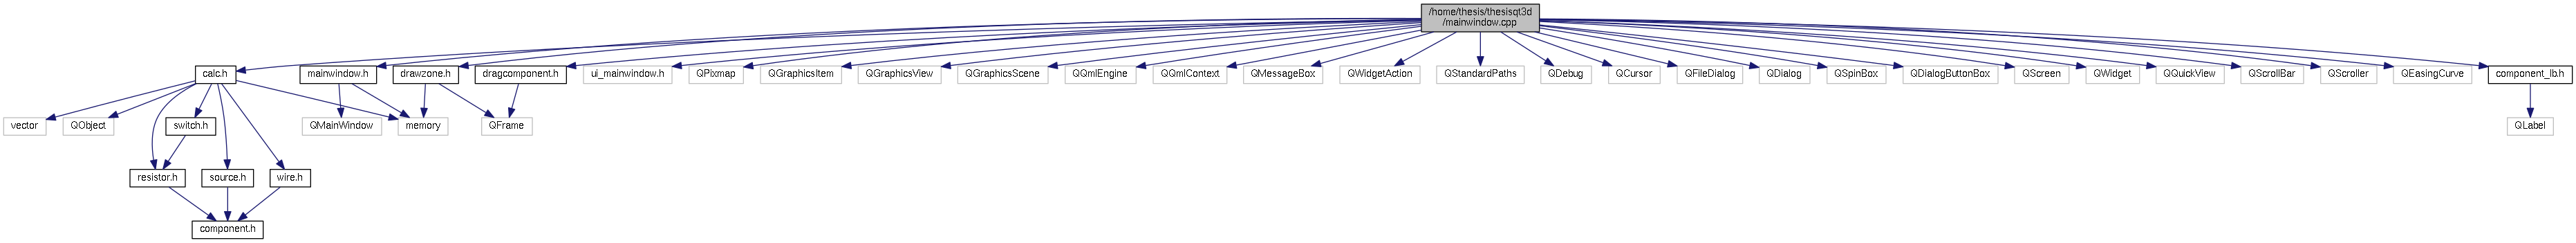 /home/thesis/thesisqt3d
/mainwindow.cpp
calc.h
mainwindow.h
drawzone.h
dragcomponent.h
ui_mainwindow.h
QPixmap
QGraphicsItem
QGraphicsView
QGraphicsScene
QQmlEngine
QQmlContext
QMessageBox
QWidgetAction
QStandardPaths
QDebug
QCursor
QFileDialog
QDialog
QSpinBox
QDialogButtonBox
QScreen
QWidget
QQuickView
QScrollBar
QScroller
QEasingCurve
component_lb.h
vector
QObject
switch.h
QMainWindow
memory
QFrame
QLabel
resistor.h
source.h
wire.h
component.h